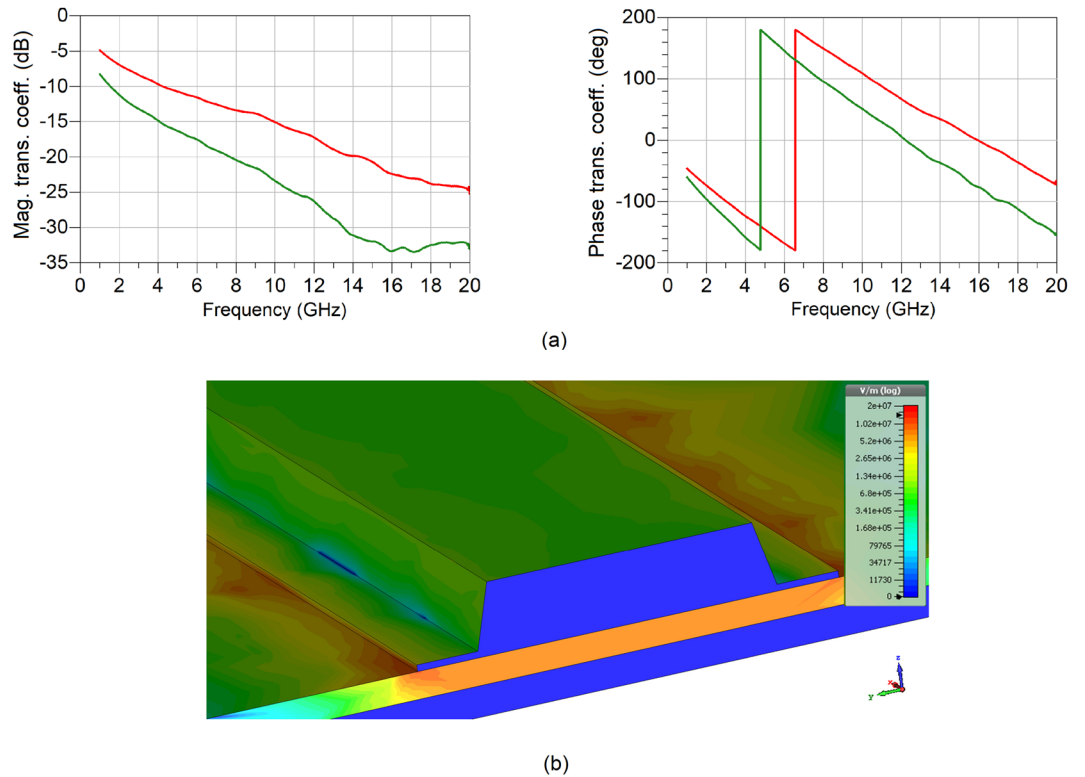 0
-5
-10
-15
-20
-25
-30
-35
Mag. trans. coeff. (dB)
0 2 4 6 8 10 12 14 16 18 20
Frequency (GHz)
200
100
0
-100
-200
Phase trans. coeff. (deg)
0 2 4 6 8 10 12 14 16 18 20
Frequency (GHz)
(a)
V/m (log)
2e+07
1.02e+07
5.2e+06
2.65e+06
1.34e+06
6.8e+05
3.41e+05
1.68e+05
79765
34717
11730
0
z
x
y
(b)